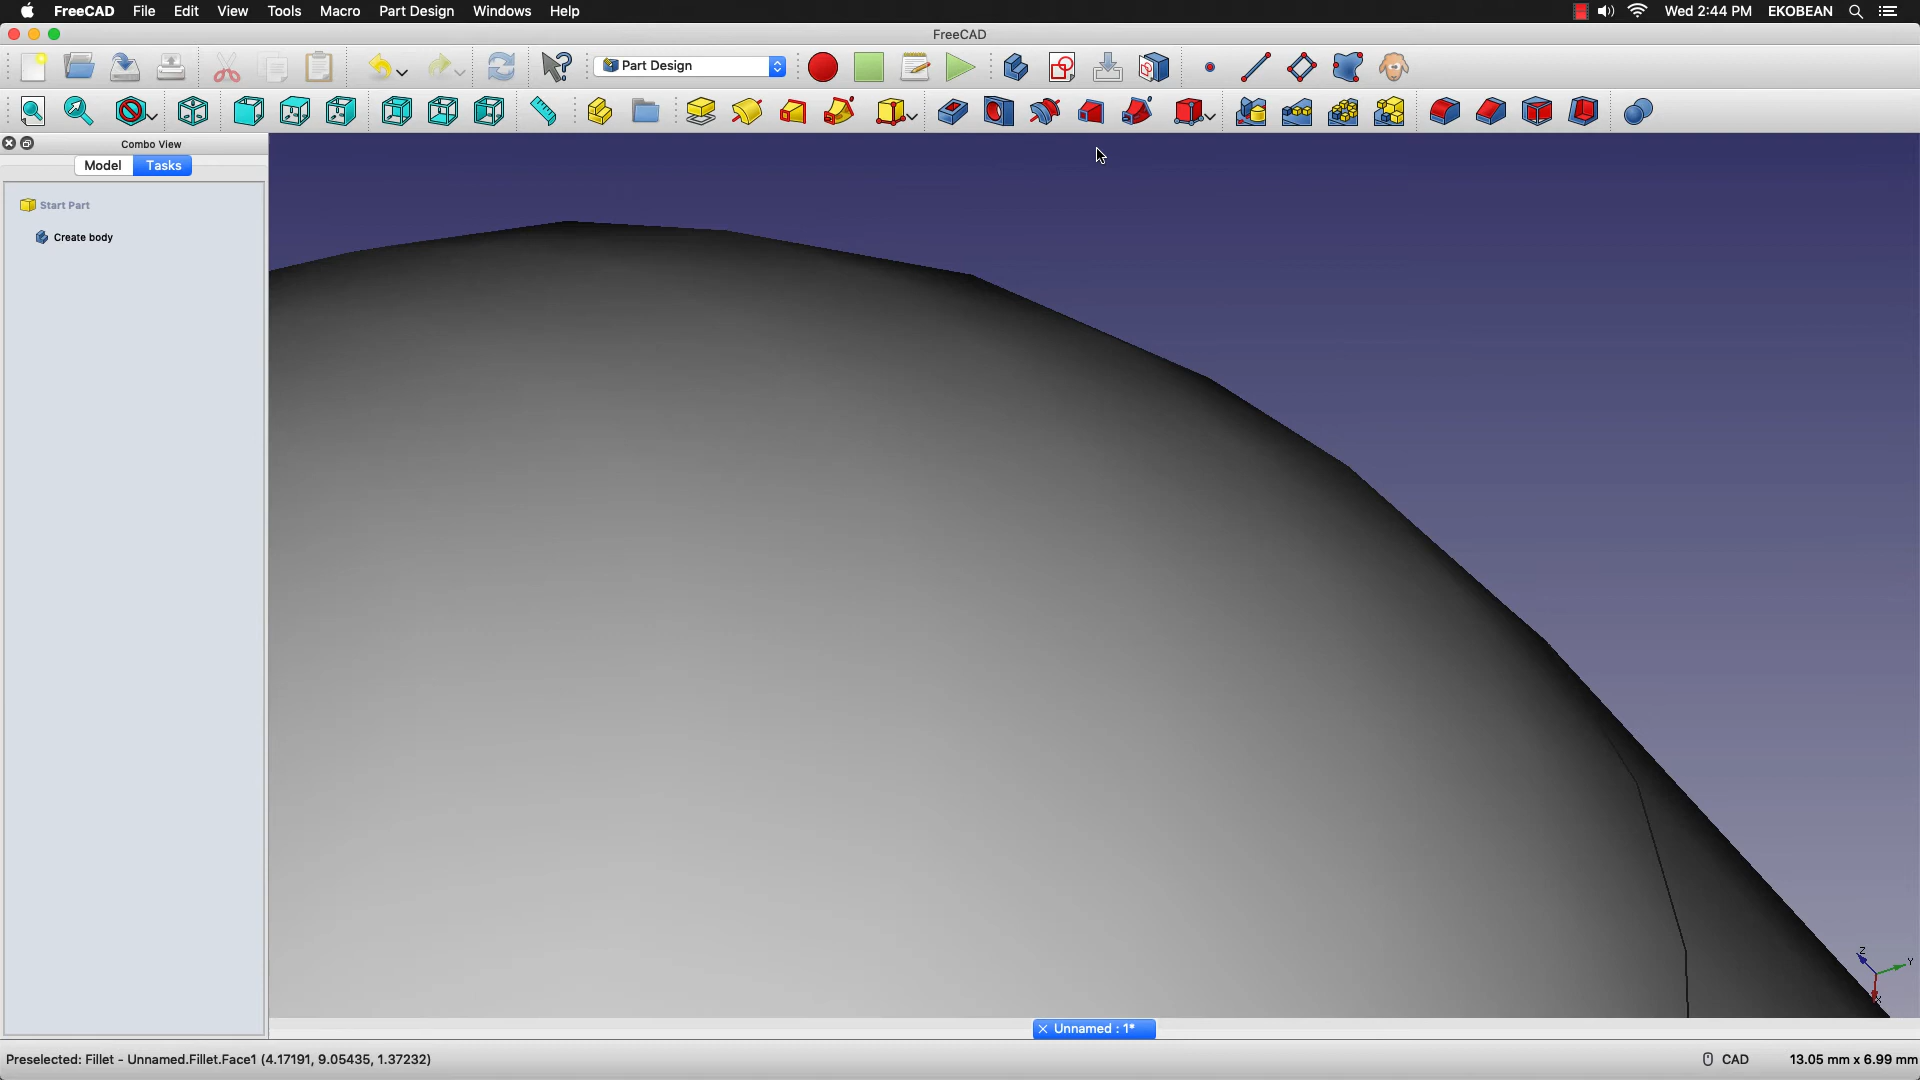 FreeCAD File Edit View Tools Macro Part Design Windows Help Wed 2:44 PM EKOBEAN
FreeCAD
Part Design
Combo View
Model Tasks
Start Part
Create body
Z
Y
X
Unnamed : 1*
Preselected: Fillet - Unnamed.Fillet.Face1 (4.17191, 9.05435, 1.37232) CAD 13.05 mm x 6.99 mm